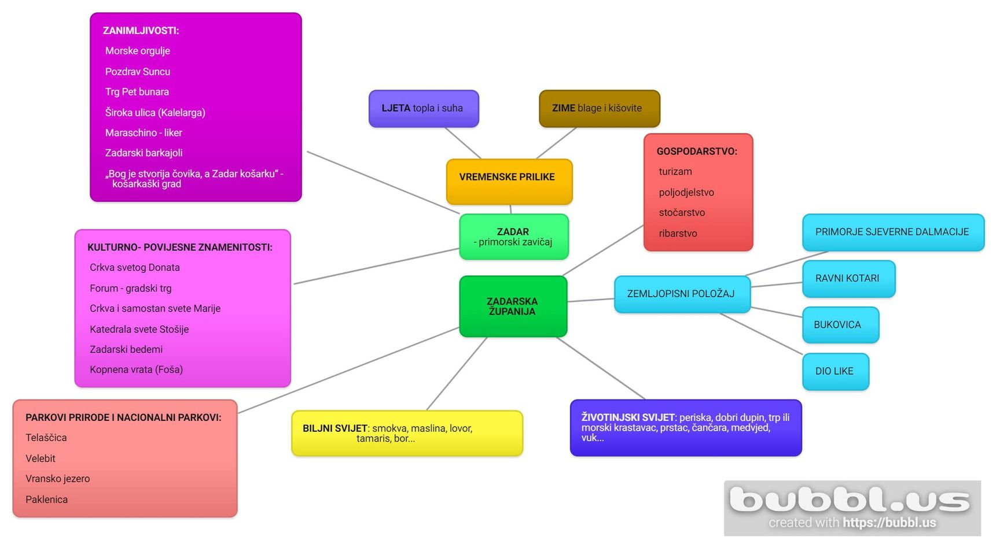 ZANIMLJIVOSTI:
Morske orgulje
Pozdrav Suncu
Trg Pet bunara
Široka ulica (Kalelarga)
Maraschino - liker
Zadarski barkajoli
„Bog je stvorija čovika, a Zadar košarku“ -
košarkaški grad
LJETA topla i suha
ZIME blage i kišovite
VREMENSKE PRILIKE
GOSPODARSTVO:
turizam
poljodjelstvo
stočarstvo
ribarstvo
ZADAR
- primorski zavičaj
KULTURNO- POVIJESNE ZNAMENITOSTI:
Crkva svetog Donata
Forum - gradski trg
Crkva i samostan svete Marije
Katedrala svete Stošije
Zadarski bedemi
Kopnena vrata (Foša)
ZADARSKA
ŽUPANIJA
ZEMLJOPISNI POLOŽAJ
PRIMORJE SJEVERNE DALMACIJE
RAVNI KOTARI
BUKOVICA
DIO LIKE
PARKOVI PRIRODE I NACIONALNI PARKOVI:
Telaščica
Velebit
Vransko jezero
Paklenica
BILJNI SVIJET: smokva, maslina, lovor,
tamaris, bor...
ŽIVOTINJSKI SVIJET: periska, dobri dupin, trp ili
morski krastavac, prstac, čančara, medvjed,
vuk...
bubbl.us
created with https://bubbl.us